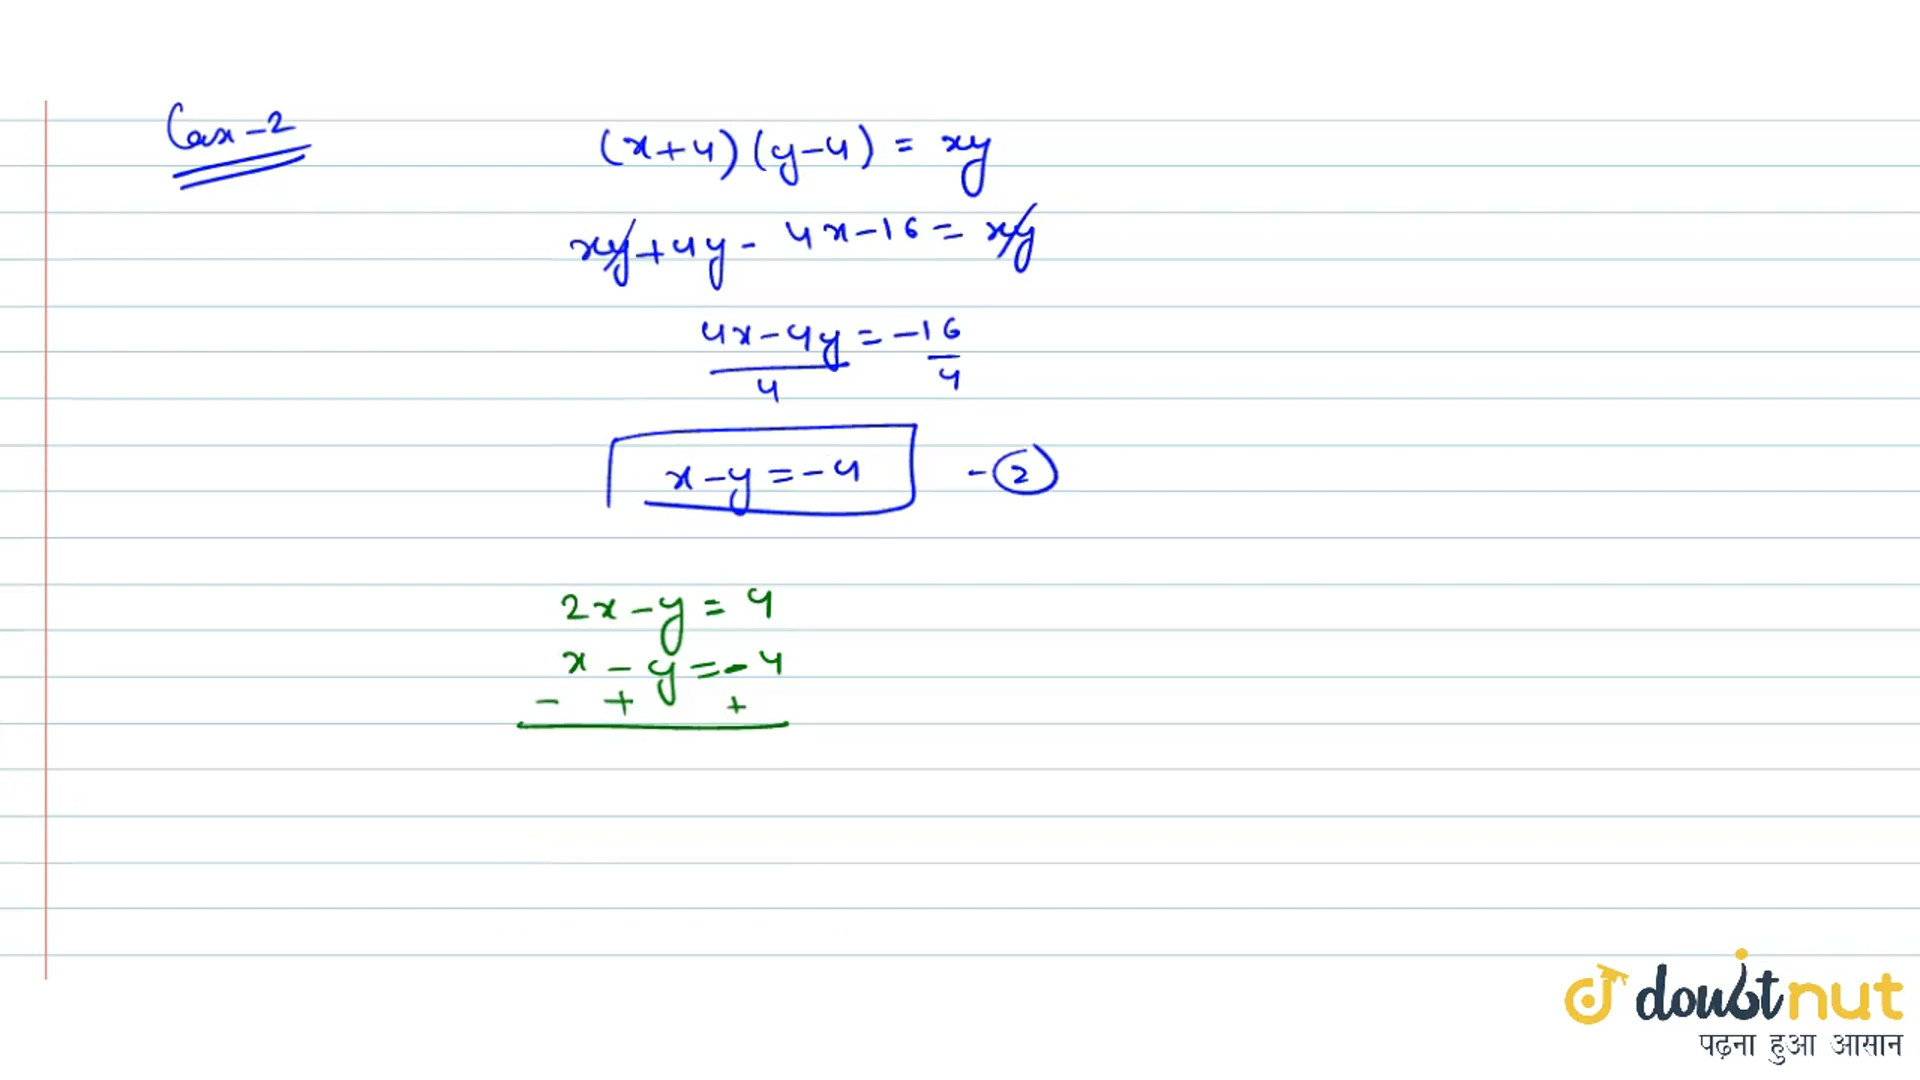 Case-2
(x+4)(y-4) = xy
xy+4y-4x-16 = xy
4x-4y = -16
4 4
x-y = -4 -②
2x-y = 4
x-y = -4
- + +
doubtnut
पढ़ना हुआ आसान